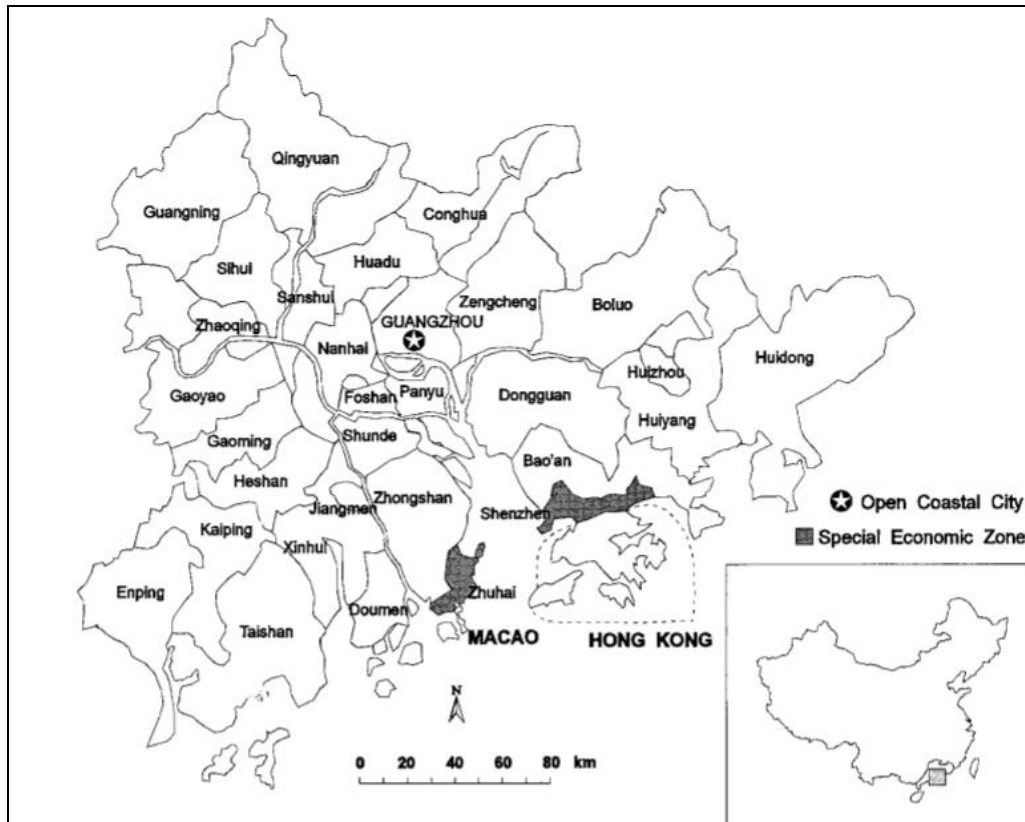 Qingyuan
Guangning
Conghua
Sihui
Huadu
Sanshui
Zengcheng
Boluo
GUANGZHOU
Zhaoqing
Nanhai
Huidong
Huizhou
Gaoyao
Foshan
Panyu
Dongguan
Huiyang
Gaoming
Shunde
Bao'an
Heshan
Zhongshan
Jiangmen
Shenzhen
Open Coastal City
Kaiping
Special Economic Zone
Xinhui
Enping
Zhuhai
Doumen
Taishan
MACAO
HONG KONG
N
0 20 40 60 80 km